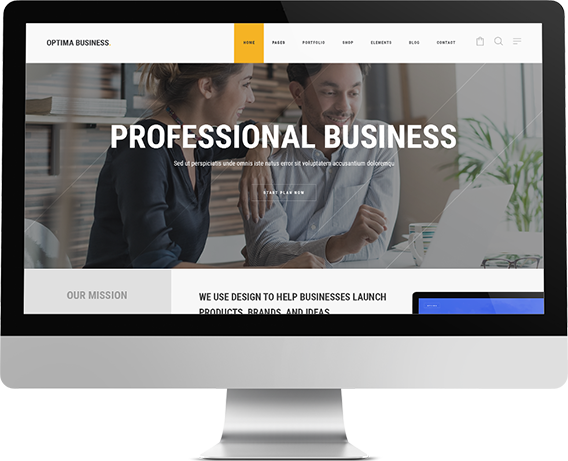 OPTIMA BUSINESS.
HOME PAGES PORTFOLIO SHOP ELEMENTS BLOG CONTACT
PROFESSIONAL BUSINESS
Sed ut perspiciatis unde omnis iste natus error sit voluptatem accusantium doloremqu
START PLAN NOW
OUR MISSION
WE USE DESIGN TO HELP BUSINESSES LAUNCH
PRODUCTS, BRANDS, AND IDEAS